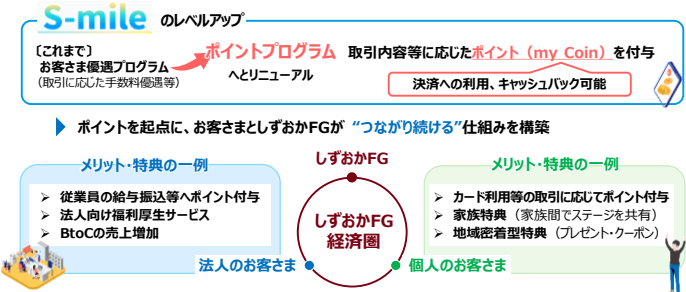 S-mile のレベルアップ
〔これまで〕
お客さま優遇プログラム
(取引に応じた手数料優遇等)
ポイントプログラム
へとリニューアル
取引内容等に応じたポイント（my Coin）を付与
決済への利用、キャッシュバック可能
ポイントを起点に、お客さまとしずおかFGが “つながり続ける”仕組みを構築
メリット・特典の一例
➢ 従業員の給与振込等へポイント付与
➢ 法人向け福利厚生サービス
➢ BtoCの売上増加
しずおかFG
しずおかFG
経済圏
法人のお客さま
個人のお客さま
メリット・特典の一例
➢ カード利用等の取引に応じてポイント付与
➢ 家族特典（家族間でステージを共有）
➢ 地域密着型特典（プレゼント・クーポン）